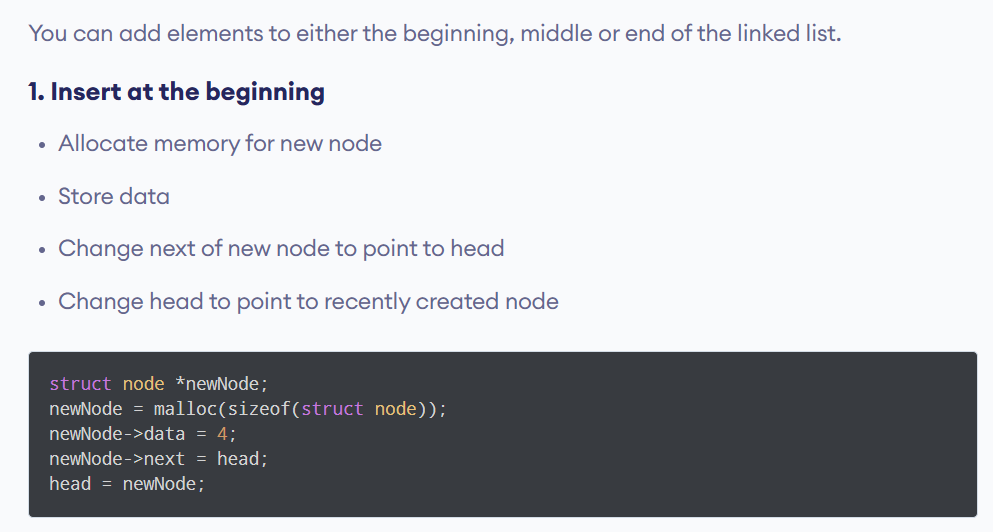 You can add elements to either the beginning, middle or end of the linked list.
1. Insert at the beginning
• Allocate memory for new node
• Store data
• Change next of new node to point to head
• Change head to point to recently created node
struct node *newNode;
newNode = malloc(sizeof(struct node));
newNode->data = 4;
newNode->next = head;
head = newNode;